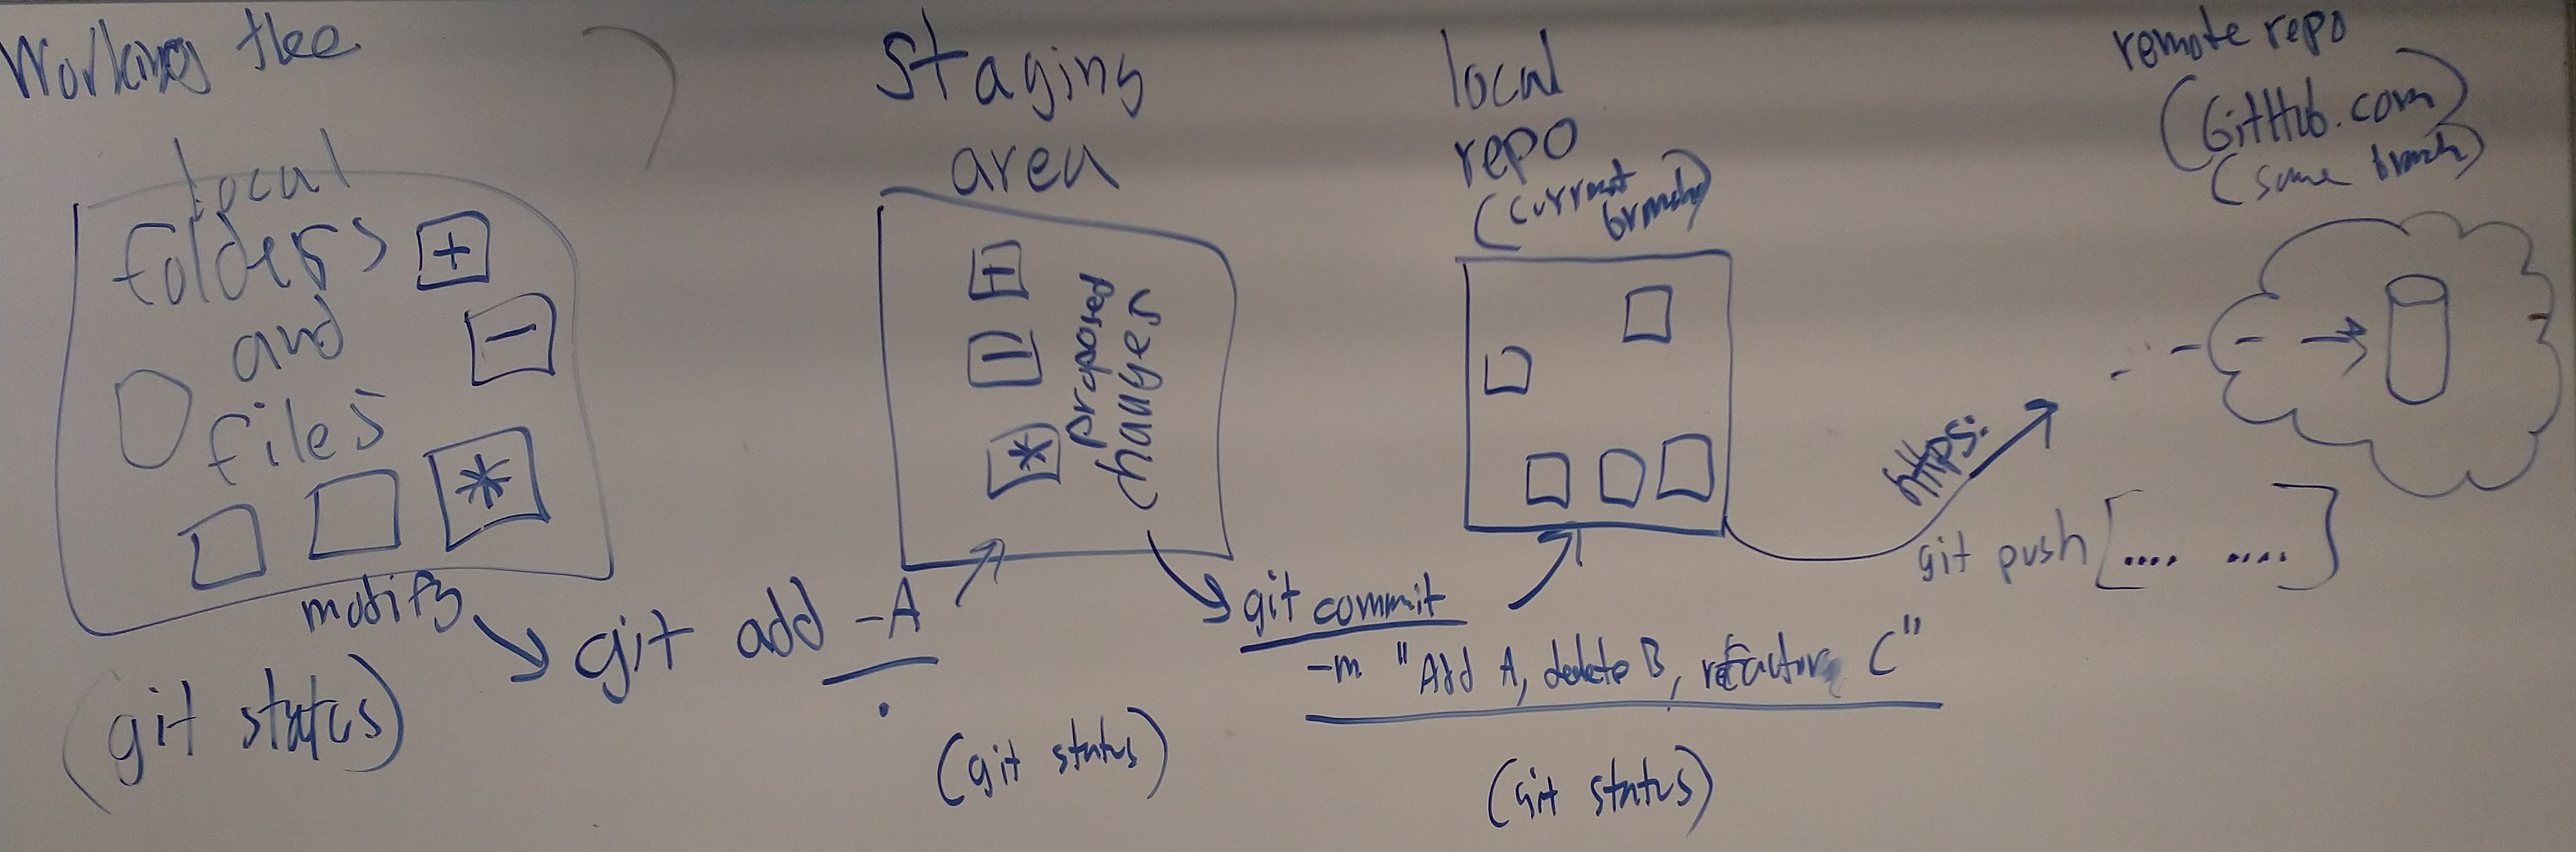 Working tree
local
folders
and
files
+
-
*
modify
(git status)
git add -A
.
Staging
area
+
-
*
proposed
changes
(git status)
local
repo
(current
branch)
git commit
-m "Add A, delete B, refactor C"
(git status)
remote repo
(GitHub.com)
(same branch)
https:
git push [.... ....]